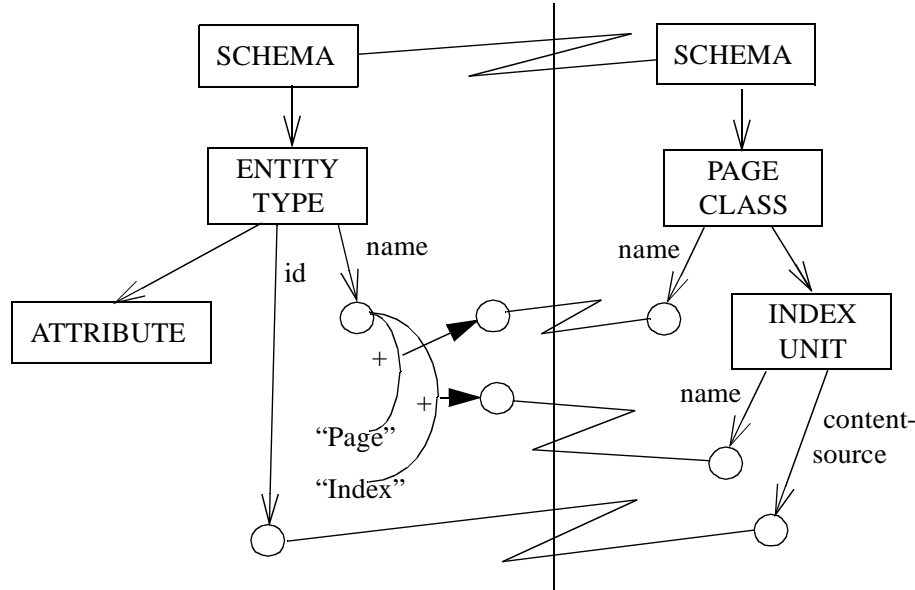 SCHEMA
SCHEMA
ENTITY
TYPE
PAGE
CLASS
name
id
name
ATTRIBUTE
INDEX
UNIT
+
+
name
“Page”
content-
source
“Index”